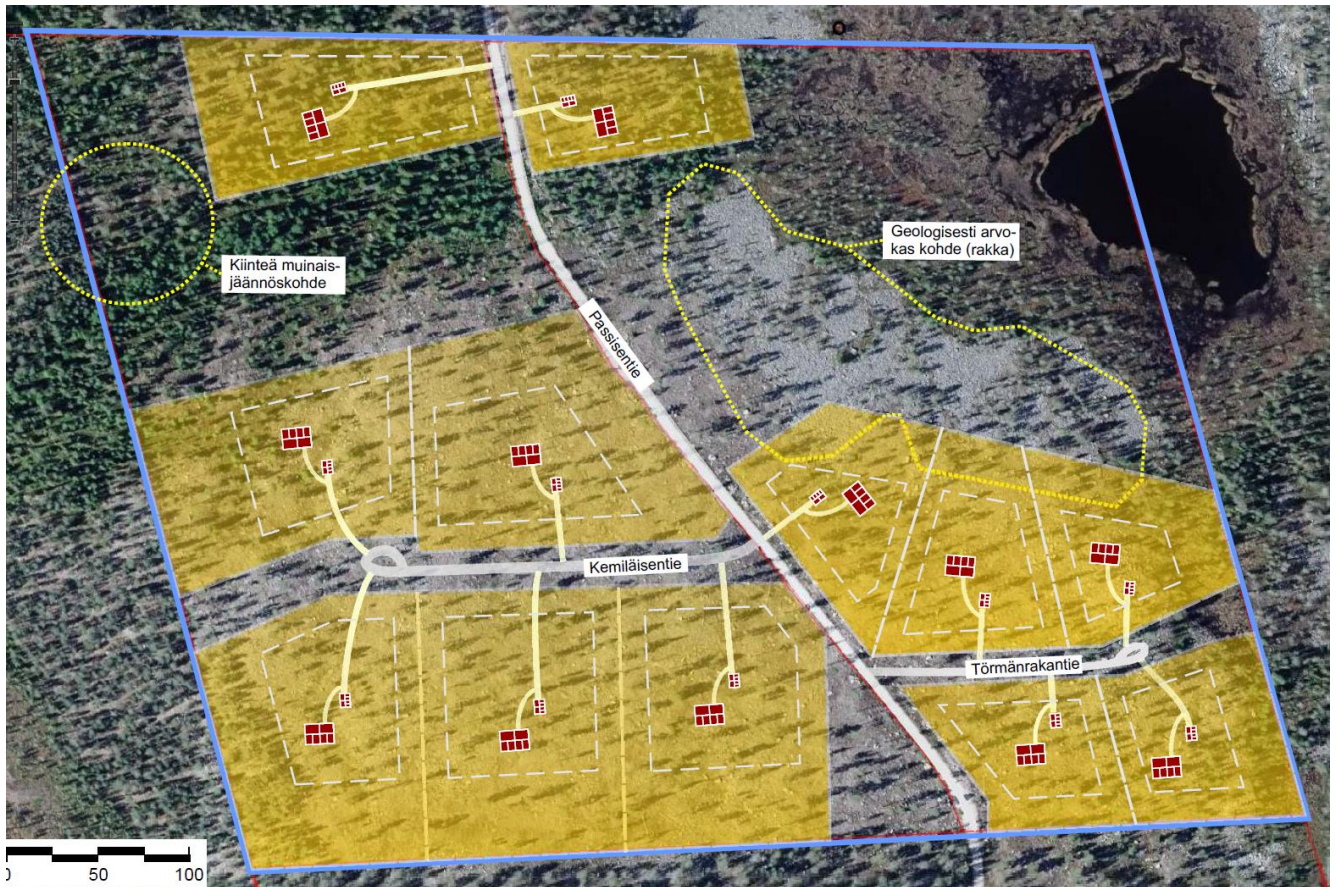 Geologisesti arvo-
kas kohde (rakka)
Kiinteä muinais-
jäännöskohde
Passisentie
Kemiläisentie
Törmänrakantie
0 50 100